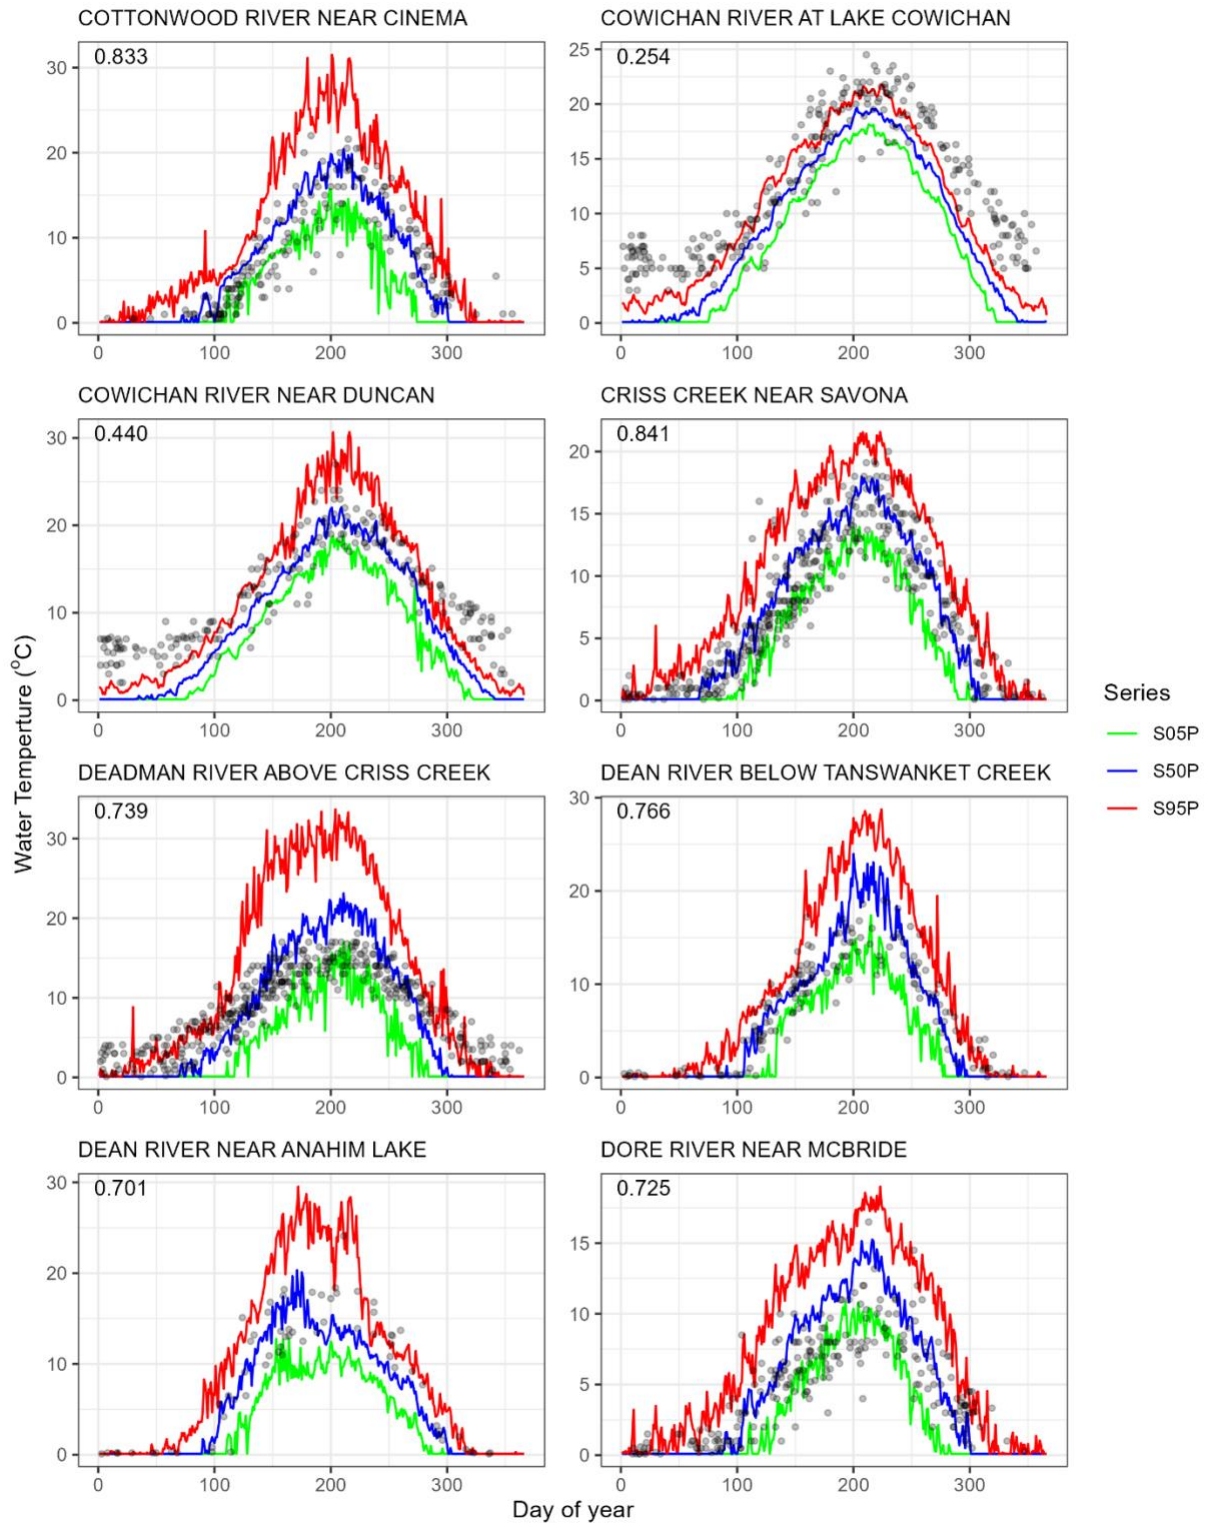 COTTONWOOD RIVER NEAR CINEMA
0.833
30
20
10
0
0 100 200 300
COWICHAN RIVER AT LAKE COWICHAN
0.254
25
20
15
10
5
0
0 100 200 300
COWICHAN RIVER NEAR DUNCAN
0.440
30
20
10
0
0 100 200 300
CRISS CREEK NEAR SAVONA
0.841
20
15
10
5
0
0 100 200 300
DEADMAN RIVER ABOVE CRISS CREEK
0.739
30
20
10
0
0 100 200 300
DEAN RIVER BELOW TANSWANKET CREEK
0.766
30
20
10
0
0 100 200 300
DEAN RIVER NEAR ANAHIM LAKE
0.701
30
20
10
0
0 100 200 300
DORE RIVER NEAR MCBRIDE
0.725
15
10
5
0
0 100 200 300
Water Temperture (°C)
Day of year
Series
S05P
S50P
S95P